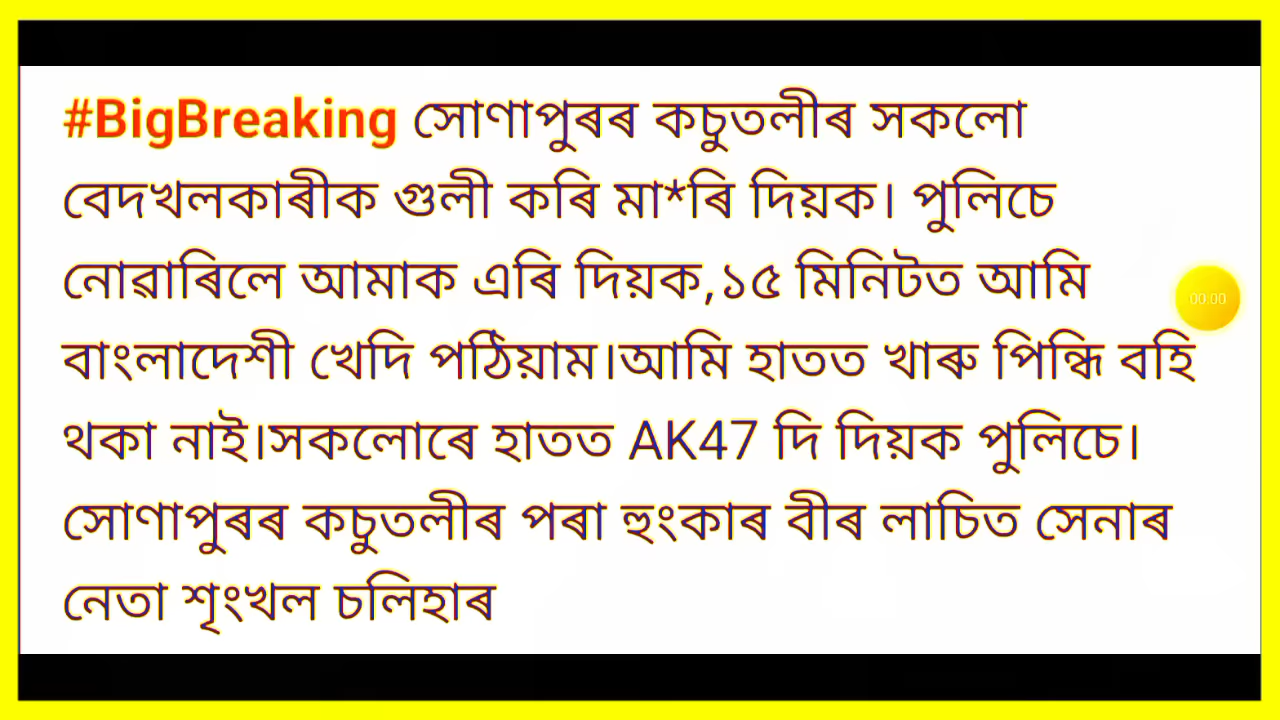 #BigBreaking সোণাপুৰৰ কচুতলীৰ সকলো
বেদখলকাৰীক গুলী কৰি মা*ৰি দিয়ক। পুলিচে
নোৱাৰিলে আমাক এৰি দিয়ক,১৫ মিনিটত আমি
00:00
বাংলাদেশী খেদি পঠিয়াম।আমি হাতত খাৰু পিন্ধি বহি
থকা নাই।সকলোৰে হাতত AK47 দি দিয়ক পুলিচে।
সোণাপুৰৰ কচুতলীৰ পৰা হুংকাৰ বীৰ লাচিত সেনাৰ
নেতা শৃংখল চলিহাৰ